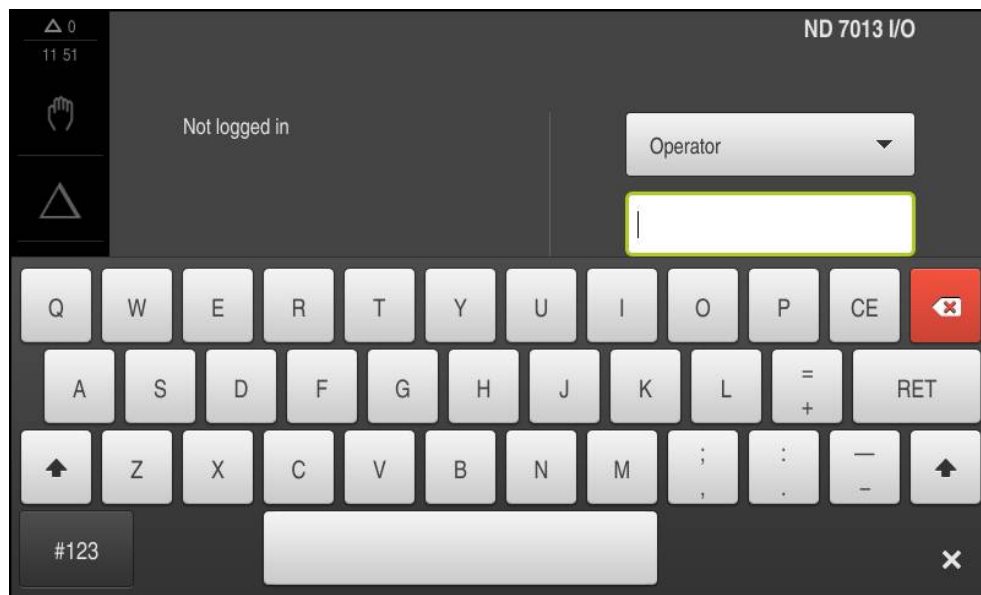 0
11 51
ND 7013 I/O
Not logged in
Operator
Q W E R T Y U I O P CE
A S D F G H J K L = + RET
Z X C V B N M ; , : . — –
#123